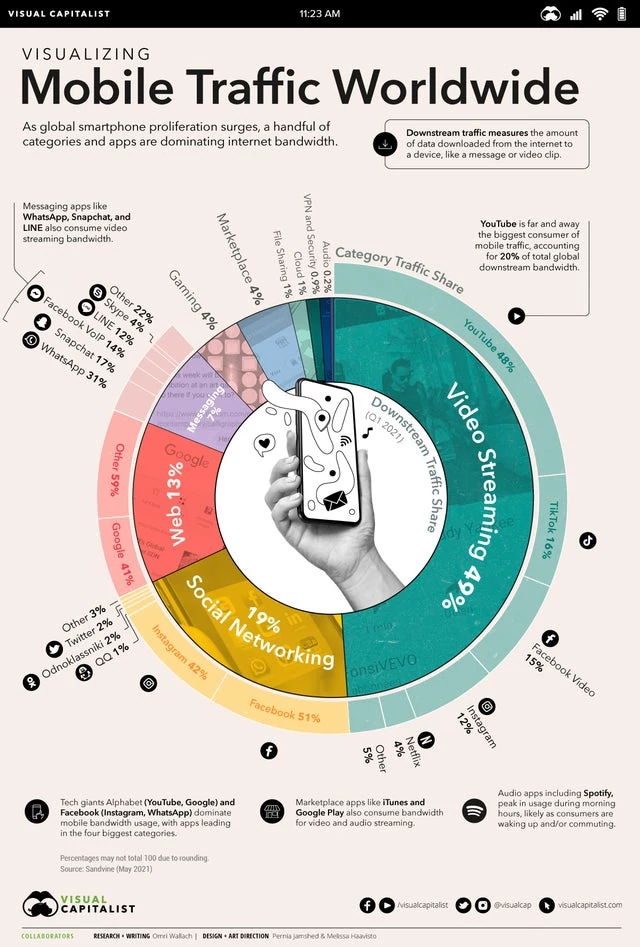 VISUAL CAPITALIST
11:23 AM
VISUALIZING
Mobile Traffic Worldwide
As global smartphone proliferation surges, a handful of
categories and apps are dominating internet bandwidth.
Downstream traffic measures the amount
of data downloaded from the internet to
a device, like a message or video clip.
Messaging apps like
WhatsApp, Snapchat, and
LINE also consume video
streaming bandwidth.
YouTube is far and away
the biggest consumer of
mobile traffic, accounting
for 20% of total global
downstream bandwidth.
Category Traffic Share
Downstream Traffic Share
(Q1 2021)
Video Streaming 49%
YouTube 48%
TikTok 16%
Facebook Video
15%
Instagram
12%
Netflix
4%
Other
5%
Social Networking
19%
Facebook 51%
Instagram 42%
QQ 1%
Odnoklassniki 2%
Twitter 2%
Other 3%
Web 13%
Google 41%
Other 59%
Google
Messaging
7%
WhatsApp 31%
Snapchat 17%
Facebook VoIP 14%
LINE 12%
Skype 4%
Other 22%
Gaming 4%
Marketplace 4%
File Sharing 1%
Cloud 1%
VPN and Security 0.9%
Audio 0.2%
Tech giants Alphabet (YouTube, Google) and
Facebook (Instagram, WhatsApp) dominate
mobile bandwidth usage, with apps leading
in the four biggest categories.
Marketplace apps like iTunes and
Google Play also consume bandwidth
for video and audio streaming.
Audio apps including Spotify,
peak in usage during morning
hours, likely as consumers are
waking up and/or commuting.
Percentages may not total 100 due to rounding.
Source: Sandvine (May 2021)
VISUAL
CAPITALIST
/visualcapitalist
@visualcap
visualcapitalist.com
COLLABORATORS
RESEARCH + WRITING Omri Wallach | DESIGN + ART DIRECTION Pernia Jamshed & Melissa Haavisto